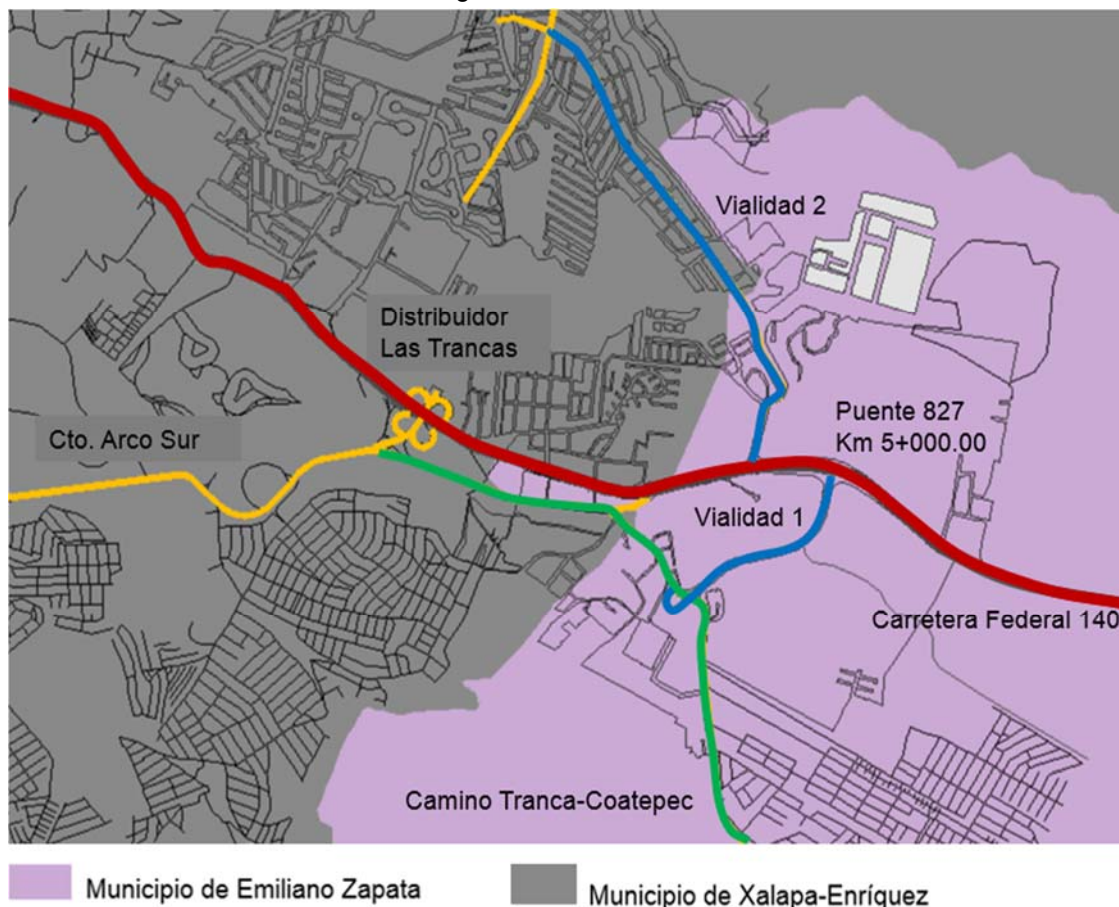 Vialidad 2
Distribuidor
Las Trancas
Cto. Arco Sur
Puente 827
Km 5+000.00
Vialidad 1
Carretera Federal 140
Camino Tranca-Coatepec
Municipio de Emiliano Zapata
Municipio de Xalapa-Enríquez